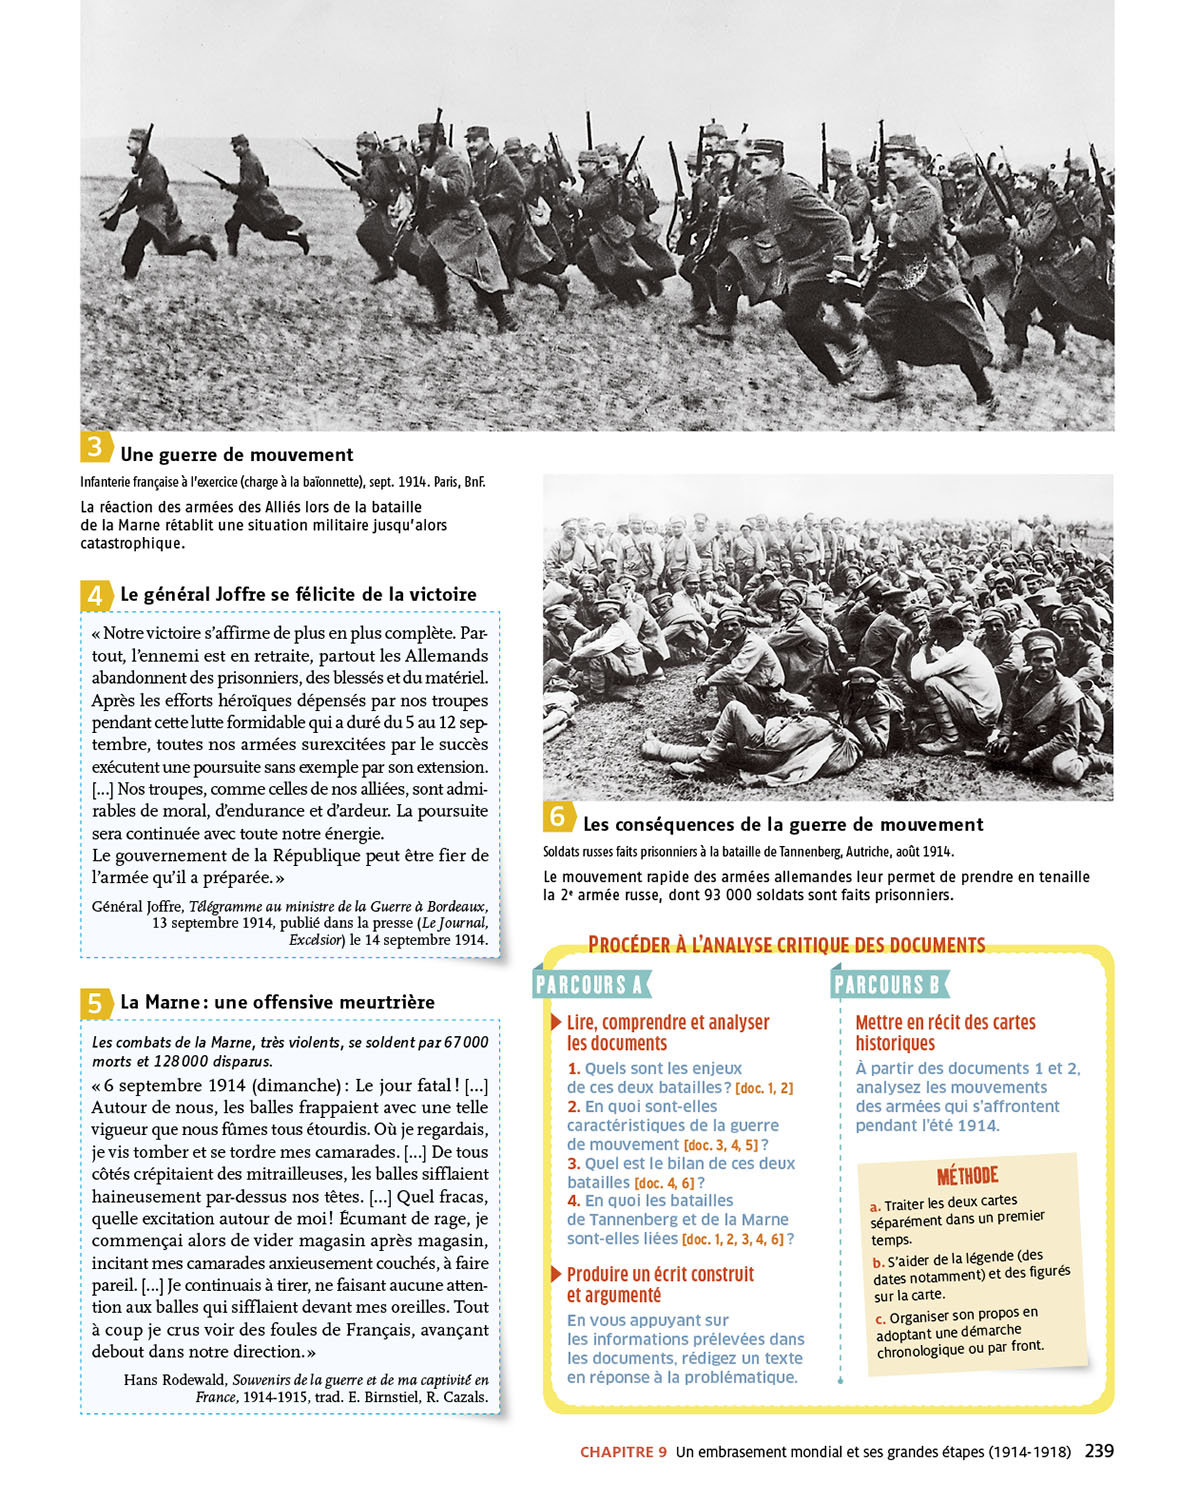 3 Une guerre de mouvement
Infanterie française à l'exercice (charge à la baïonnette), sept. 1914. Paris, BnF.
La réaction des armées des Alliés lors de la bataille
de la Marne rétablit une situation militaire jusqu'alors
catastrophique.
4 Le général Joffre se félicite de la victoire
« Notre victoire s'affirme de plus en plus complète. Par-
tout, l'ennemi est en retraite, partout les Allemands
abandonnent des prisonniers, des blessés et du matériel.
Après les efforts héroïques dépensés par nos troupes
pendant cette lutte formidable qui a duré du 5 au 12 sep-
tembre, toutes nos armées surexcitées par le succès
exécutent une poursuite sans exemple par son extension.
[...] Nos troupes, comme celles de nos alliées, sont admi-
rables de moral, d'endurance et d'ardeur. La poursuite
sera continuée avec toute notre énergie.
Le gouvernement de la République peut être fier de
l'armée qu'il a préparée. »
Général Joffre, Télégramme au ministre de la Guerre à Bordeaux,
13 septembre 1914, publié dans la presse (Le Journal,
Excelsior) le 14 septembre 1914.
5 La Marne : une offensive meurtrière
Les combats de la Marne, très violents, se soldent par 67 000
morts et 128 000 disparus.
« 6 septembre 1914 (dimanche) : Le jour fatal ! [...]
Autour de nous, les balles frappaient avec une telle
vigueur que nous fûmes tous étourdis. Où je regardais,
je vis tomber et se tordre mes camarades. [...] De tous
côtés crépitaient des mitrailleuses, les balles sifflaient
haineusement par-dessus nos têtes. [...] Quel fracas,
quelle excitation autour de moi ! Écumant de rage, je
commençai alors de vider magasin après magasin,
incitant mes camarades anxieusement couchés, à faire
pareil. [...] Je continuais à tirer, ne faisant aucune atten-
tion aux balles qui sifflaient devant mes oreilles. Tout
à coup je crus voir des foules de Français, avançant
debout dans notre direction. »
Hans Rodewald, Souvenirs de la guerre et de ma captivité en
France, 1914-1915, trad. E. Birnstiel, R. Cazals.
6 Les conséquences de la guerre de mouvement
Soldats russes faits prisonniers à la bataille de Tannenberg, Autriche, août 1914.
Le mouvement rapide des armées allemandes leur permet de prendre en tenaille
la 2e armée russe, dont 93 000 soldats sont faits prisonniers.
PROCÉDER À L'ANALYSE CRITIQUE DES DOCUMENTS
PARCOURS A
Lire, comprendre et analyser
les documents
1. Quels sont les enjeux
de ces deux batailles ? [doc. 1, 2]
2. En quoi sont-elles
caractéristiques de la guerre
de mouvement [doc. 3, 4, 5] ?
3. Quel est le bilan de ces deux
batailles [doc. 4, 6] ?
4. En quoi les batailles
de Tannenberg et de la Marne
sont-elles liées [doc. 1, 2, 3, 4, 6] ?
Produire un écrit construit
et argumenté
En vous appuyant sur
les informations prélevées dans
les documents, rédigez un texte
en réponse à la problématique.
PARCOURS B
Mettre en récit des cartes
historiques
À partir des documents 1 et 2,
analysez les mouvements
des armées qui s'affrontent
pendant l'été 1914.
MÉTHODE
a. Traiter les deux cartes
séparément dans un premier
temps.
b. S'aider de la légende (des
dates notamment) et des figurés
sur la carte.
c. Organiser son propos en
adoptant une démarche
chronologique ou par front.
CHAPITRE 9 Un embrasement mondial et ses grandes étapes (1914-1918) 239